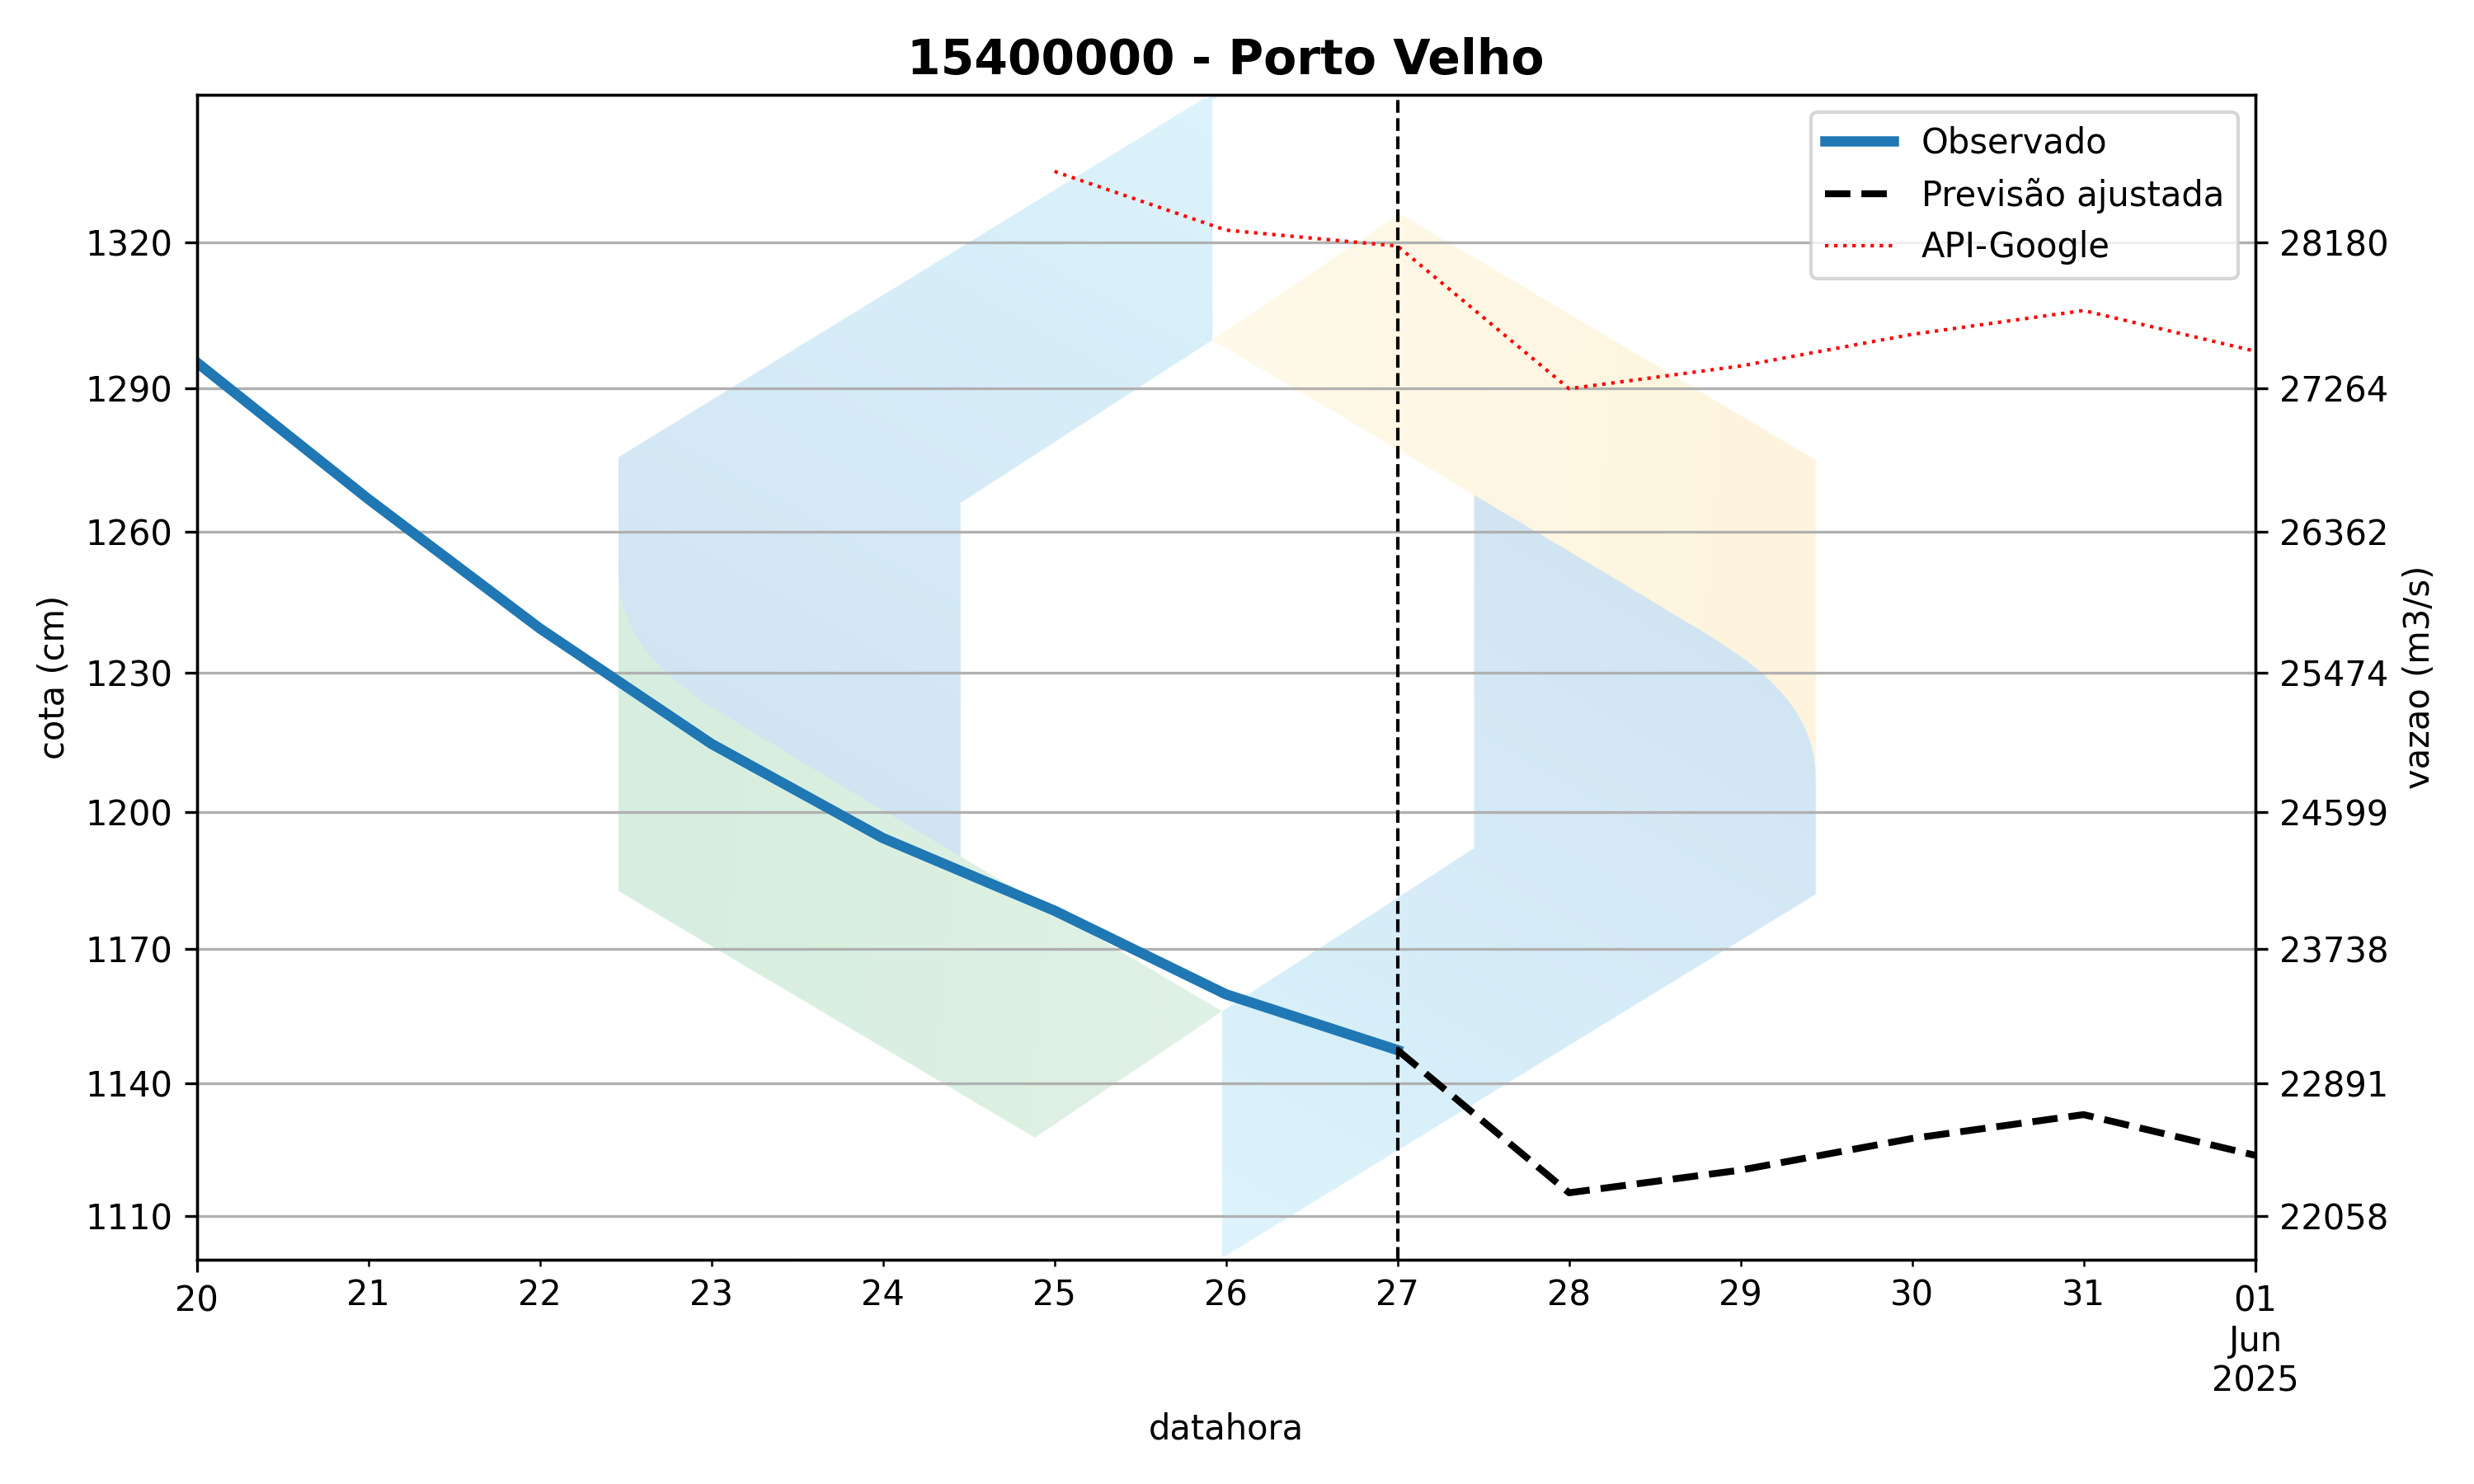 15400000 - Porto Velho
Observado
Previsão ajustada
API-Google
1320
1290
1260
1230
1200
1170
1140
1110
cota (cm)
28180
27264
26362
25474
24599
23738
22891
22058
vazao (m3/s)
20 21 22 23 24 25 26 27 28 29 30 31 01
Jun
2025
datahora